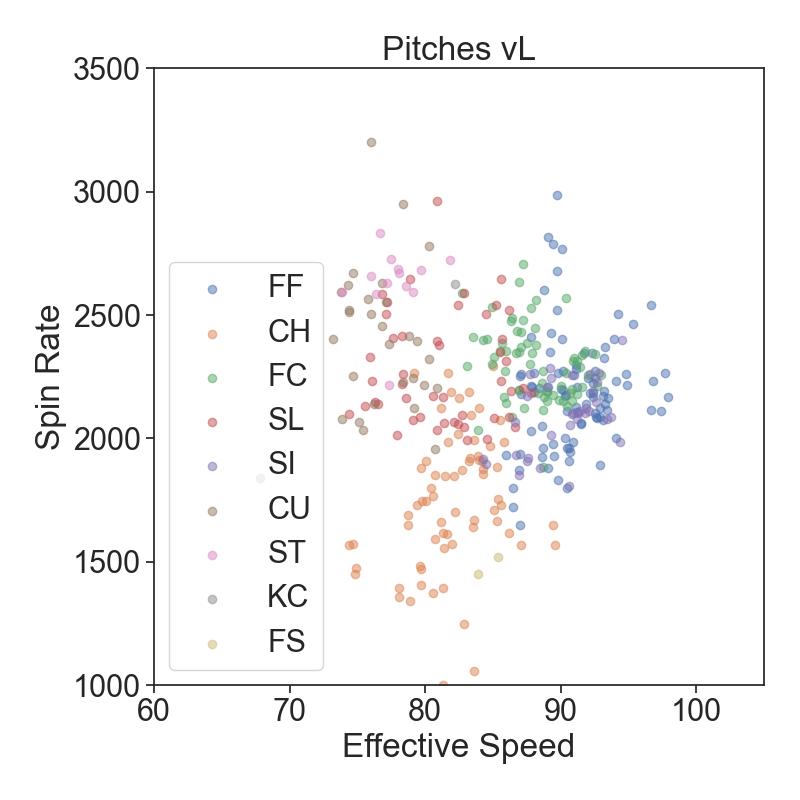 Pitches vL
3500
3000
2500
2000
1500
1000
Spin Rate
FF
CH
FC
SL
SI
CU
ST
KC
FS
60 70 80 90 100
Effective Speed